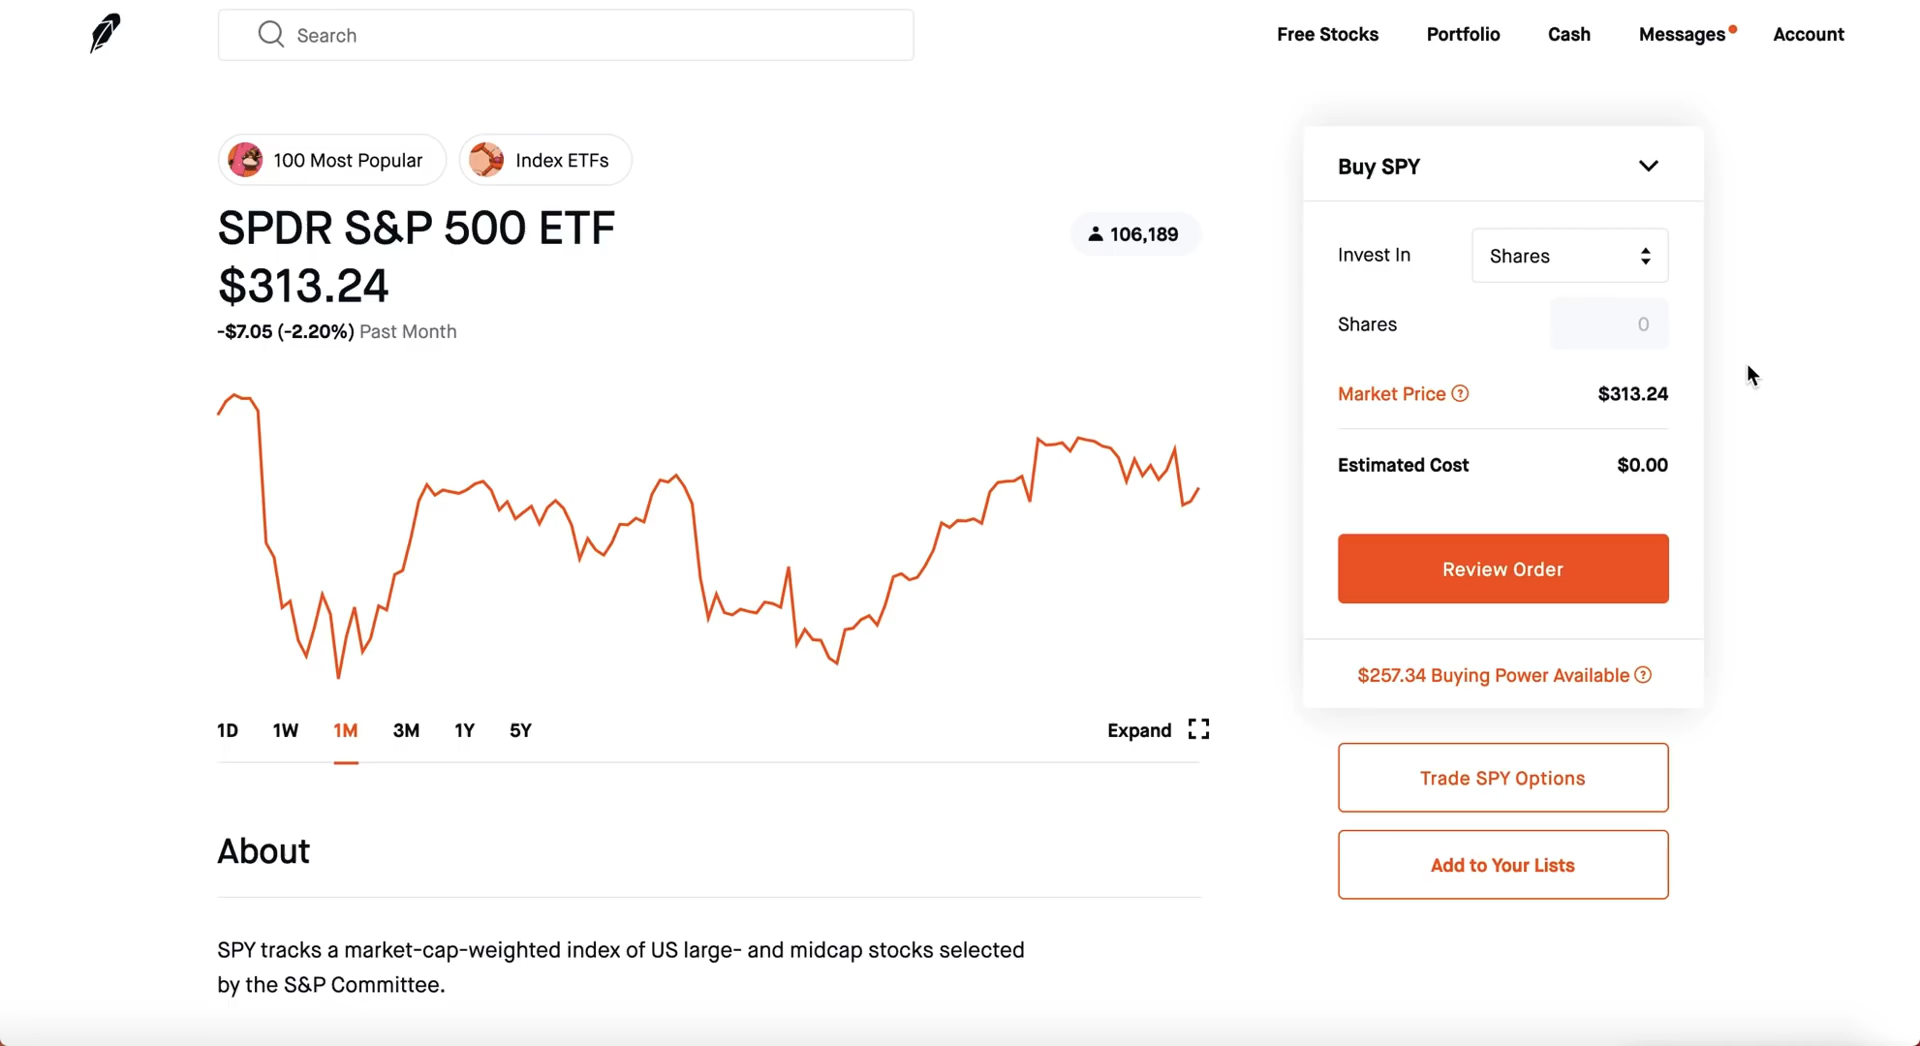 Search
Free Stocks
Portfolio
Cash
Messages
Account
100 Most Popular
Index ETFs
SPDR S&P 500 ETF
$313.24
-$7.05 (-2.20%) Past Month
106,189
1D
1W
1M
3M
1Y
5Y
Expand
About
SPY tracks a market-cap-weighted index of US large- and midcap stocks selected
by the S&P Committee.
Buy SPY
Invest In
Shares
Shares
0
Market Price ?
$313.24
Estimated Cost
$0.00
Review Order
$257.34 Buying Power Available ?
Trade SPY Options
Add to Your Lists